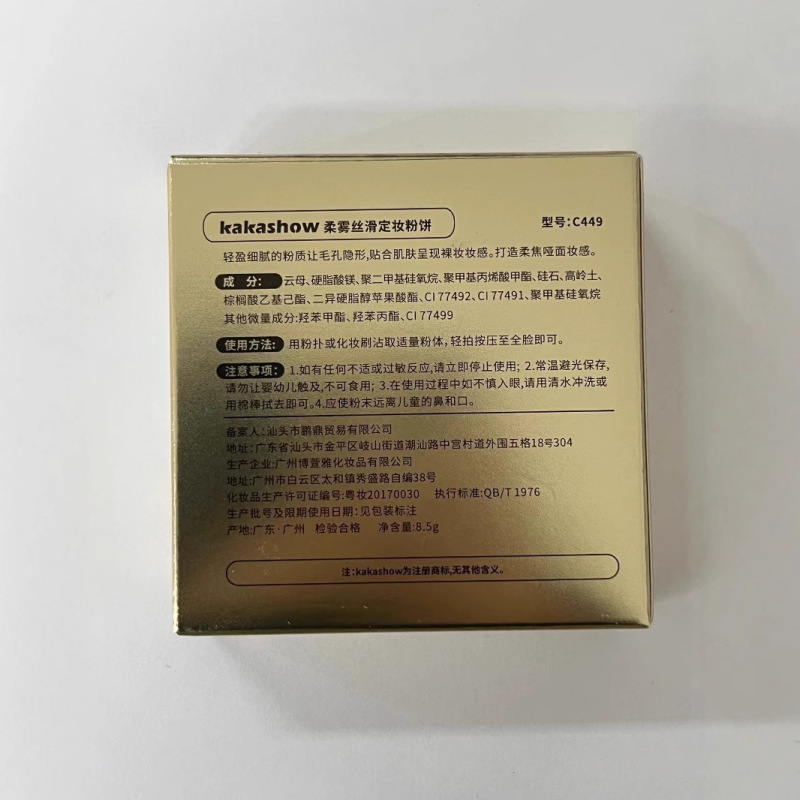 kakashow 柔雾丝滑定妆粉饼
型号:C449
轻盈细腻的粉质让毛孔隐形,贴合肌肤呈现裸妆妆感。打造柔焦哑面妆感。
成 分: 云母、硬脂酸镁、聚二甲基硅氧烷、聚甲基丙烯酸甲酯、硅石、高岭土、
棕榈酸乙基己酯、二异硬脂醇苹果酸酯、CI 77492、CI 77491、聚甲基硅氧烷
其他微量成分:羟苯甲酯、羟苯丙酯、CI 77499
使用方法: 用粉扑或化妆刷沾取适量粉体,轻拍按压至全脸即可。
注意事项: 1.如有任何不适或过敏反应,请立即停止使用; 2.常温避光保存,
请勿让婴幼儿触及,不可食用; 3.在使用过程中如不慎入眼,请用清水冲洗或
用棉棒拭去即可。4.应使粉末远离儿童的鼻和口。
备案人:汕头市鹏鼎贸易有限公司
地址:广东省汕头市金平区岐山街道潮汕路中宫村道外围五格18号304
生产企业:广州博萱雅化妆品有限公司
地址:广州市白云区太和镇秀盛路自编38号
化妆品生产许可证编号:粤妆20170030 执行标准:QB/T 1976
生产批号及限期使用日期:见包装标注
产地:广东·广州 检验合格 净含量:8.5g
注:kakashow为注册商标,无其他含义。